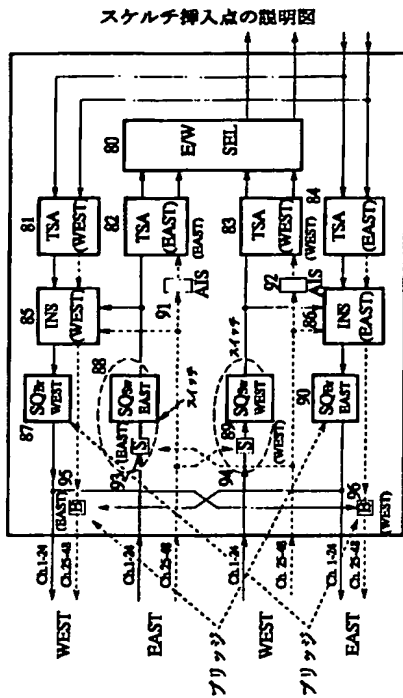 スケルチ挿入点の説明図
80
E/W
SEL
81
TSA
(WEST)
82
TSA
(EAST)
(EAST)
83
TSA
(WEST)
(WEST)
84
TSA
(EAST)
85
INS
(WEST)
91
AIS
92
AIS
86
INS
(EAST)
87
SQBr
WEST
88
SQSw
EAST
スイッチ
89
SQSw
WEST
スイッチ
90
SQBr
EAST
93
S
(EAST)
94
S
(WEST)
95
B
(EAST)
96
B
(WEST)
Ch.1-24
Ch.25-48
Ch.1-24
Ch.25-48
Ch.1-24
Ch.25-48
Ch.1-24
Ch.25-48
WEST
EAST
WEST
EAST
ブリッジ
ブリッジ